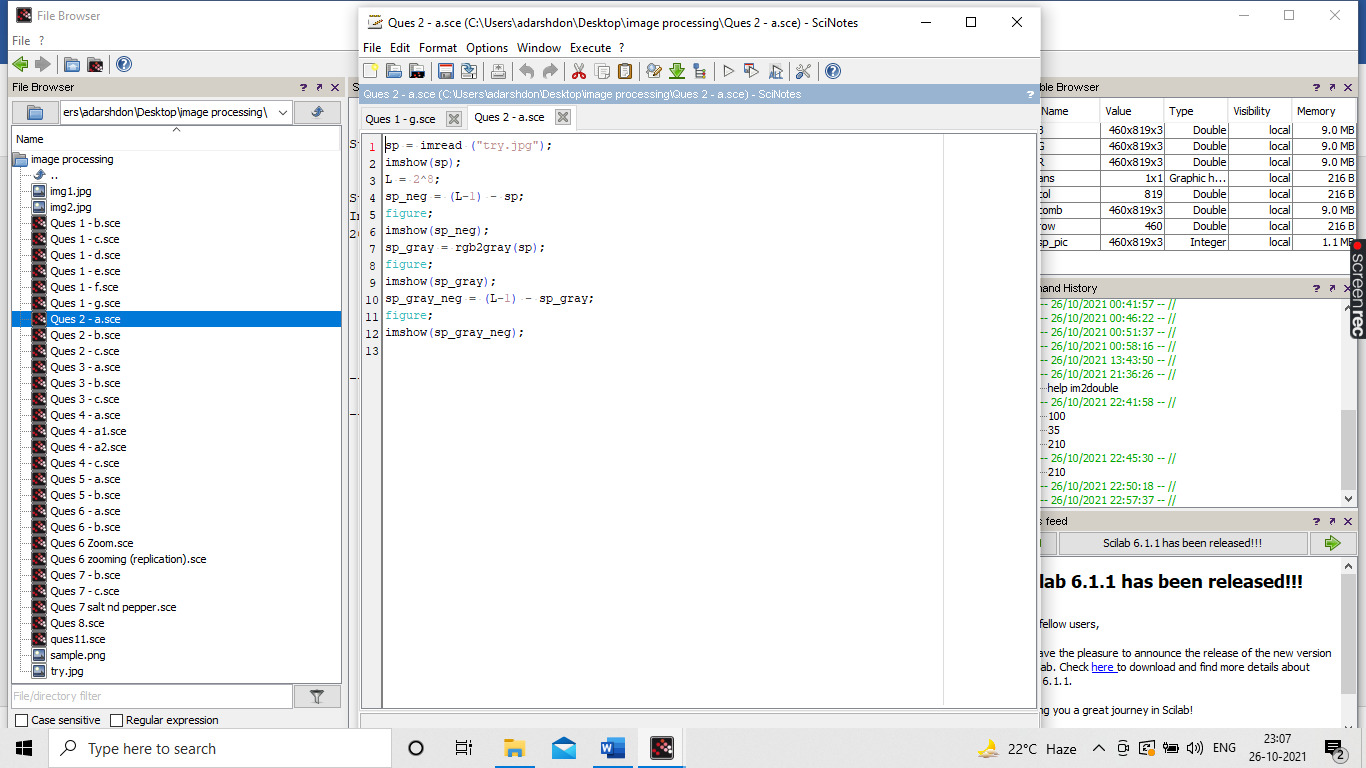 File Browser
File ?
File Browser
ers\adarshdon\Desktop\image processing\
Name
image processing
..
img1.jpg
img2.jpg
Ques 1 - b.sce
Ques 1 - c.sce
Ques 1 - d.sce
Ques 1 - e.sce
Ques 1 - f.sce
Ques 1 - g.sce
Ques 2 - a.sce
Ques 2 - b.sce
Ques 2 - c.sce
Ques 3 - a.sce
Ques 3 - b.sce
Ques 3 - c.sce
Ques 4 - a.sce
Ques 4 - a1.sce
Ques 4 - a2.sce
Ques 4 - c.sce
Ques 5 - a.sce
Ques 5 - b.sce
Ques 6 - a.sce
Ques 6 - b.sce
Ques 6 Zoom.sce
Ques 6 zooming (replication).sce
Ques 7 - b.sce
Ques 7 - c.sce
Ques 7 salt nd pepper.sce
Ques 8.sce
ques11.sce
sample.png
try.jpg
File/directory filter
Case sensitive Regular expression
Ques 2 - a.sce (C:\Users\adarshdon\Desktop\image processing\Ques 2 - a.sce) - SciNotes
File Edit Format Options Window Execute ?
Ques 2 - a.sce (C:\Users\adarshdon\Desktop\image processing\Ques 2 - a.sce) - SciNotes
Ques 1 - g.sce Ques 2 - a.sce
1 sp = imread ("try.jpg");
2 imshow(sp);
3 L = 2^8;
4 sp_neg = (L-1) - sp;
5 figure;
6 imshow(sp_neg);
7 sp_gray = rgb2gray(sp);
8 figure;
9 imshow(sp_gray);
10 sp_gray_neg = (L-1) - sp_gray;
11 figure;
12 imshow(sp_gray_neg);
13
ble Browser
Name Value Type Visibility Memory
460x819x3 Double local 9.0 MB
G 460x819x3 Double local 9.0 MB
R 460x819x3 Double local 9.0 MB
ans 1x1 Graphic h... local 216 B
col 819 Double local 216 B
comb 460x819x3 Double local 9.0 MB
row 460 Double local 216 B
sp_pic 460x819x3 Integer local 1.1 MB
mand History
-- 26/10/2021 00:41:57 -- //
-- 26/10/2021 00:46:22 -- //
-- 26/10/2021 00:51:37 -- //
-- 26/10/2021 00:58:16 -- //
-- 26/10/2021 13:43:50 -- //
-- 26/10/2021 21:36:26 -- //
help im2double
-- 26/10/2021 22:41:58 -- //
100
35
210
-- 26/10/2021 22:45:30 -- //
210
-- 26/10/2021 22:50:18 -- //
-- 26/10/2021 22:57:37 -- //
s feed
Scilab 6.1.1 has been released!!!
lab 6.1.1 has been released!!!
fellow users,
ave the pleasure to announce the release of the new version
ab. Check here to download and find more details about
6.1.1.
ng you a great journey in Scilab!
screenrec
Type here to search
22°C Haze
ENG
23:07
26-10-2021
2